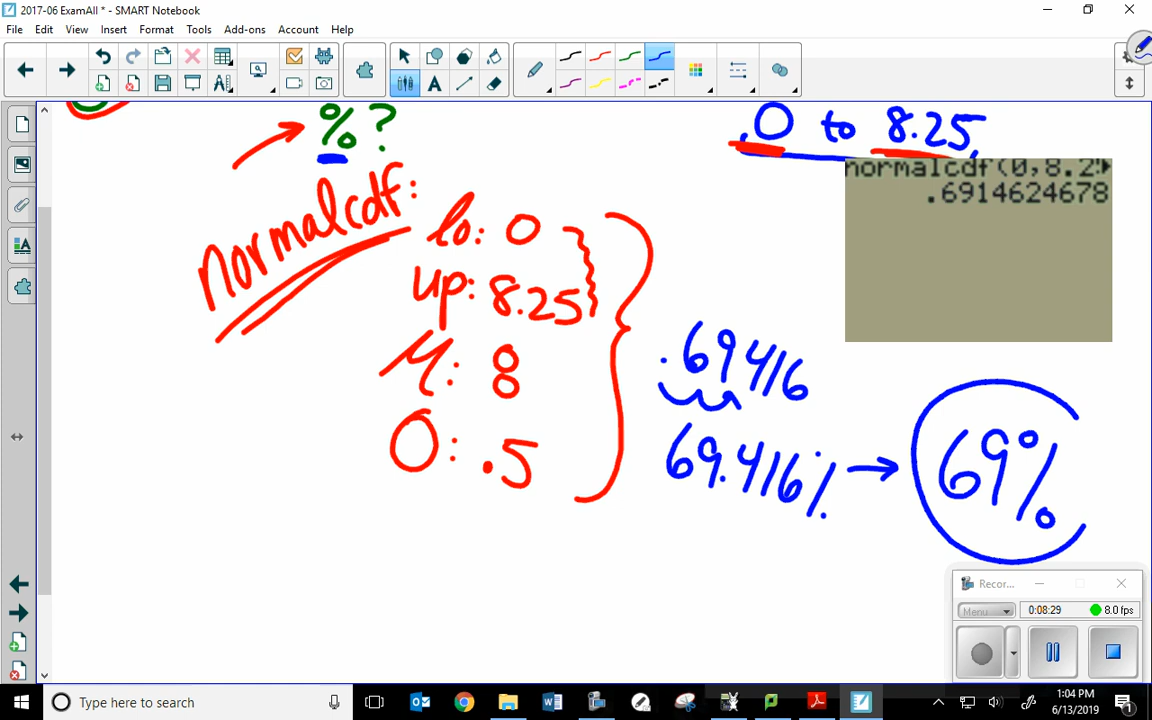 2017-06 ExamAll * - SMART Notebook
File Edit View Insert Format Tools Add-ons Account Help
%?
0 to 8.25
normalcdf(0,8.2
.6914624678
normalcdf:
lo: 0
up: 8.25
μ: 8
σ: .5
.69416
69.416% → 69%
Recor...
Menu 0:08:29 8.0 fps
Type here to search
1:04 PM
6/13/2019